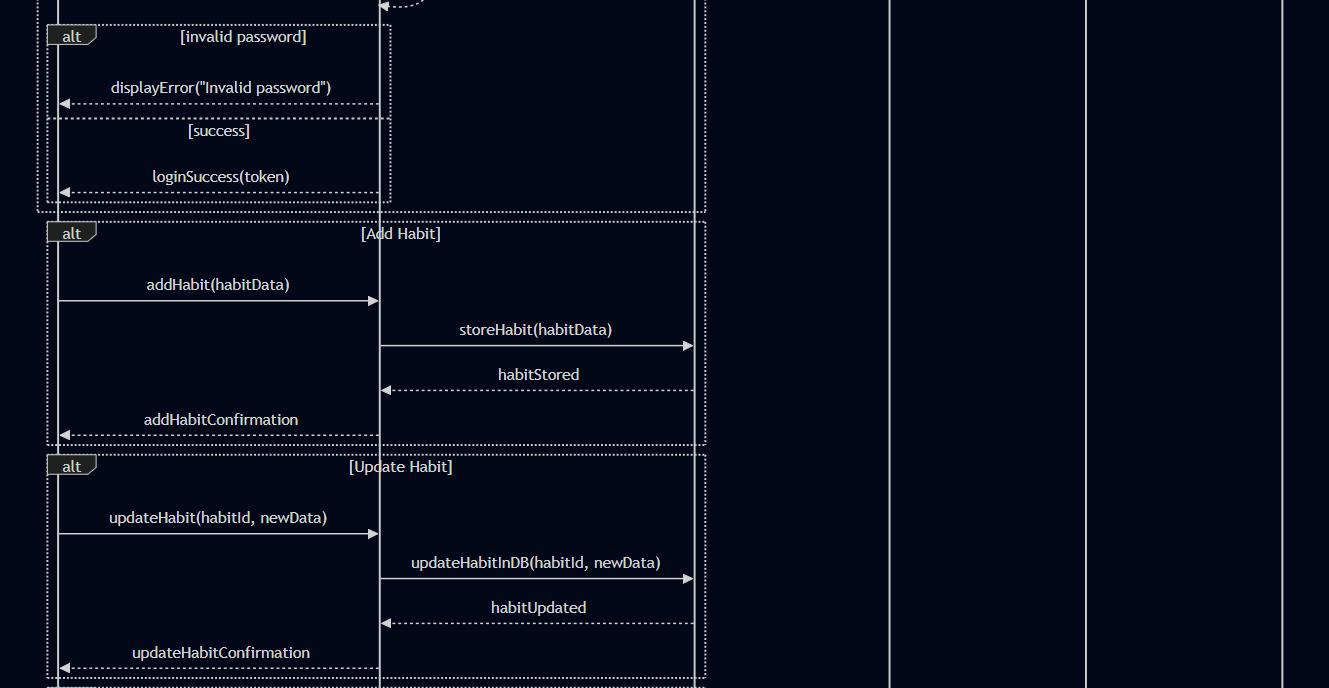 alt
[invalid password]
displayError("Invalid password")
[success]
loginSuccess(token)
alt
[Add Habit]
addHabit(habitData)
storeHabit(habitData)
habitStored
addHabitConfirmation
alt
[Update Habit]
updateHabit(habitId, newData)
updateHabitInDB(habitId, newData)
habitUpdated
updateHabitConfirmation